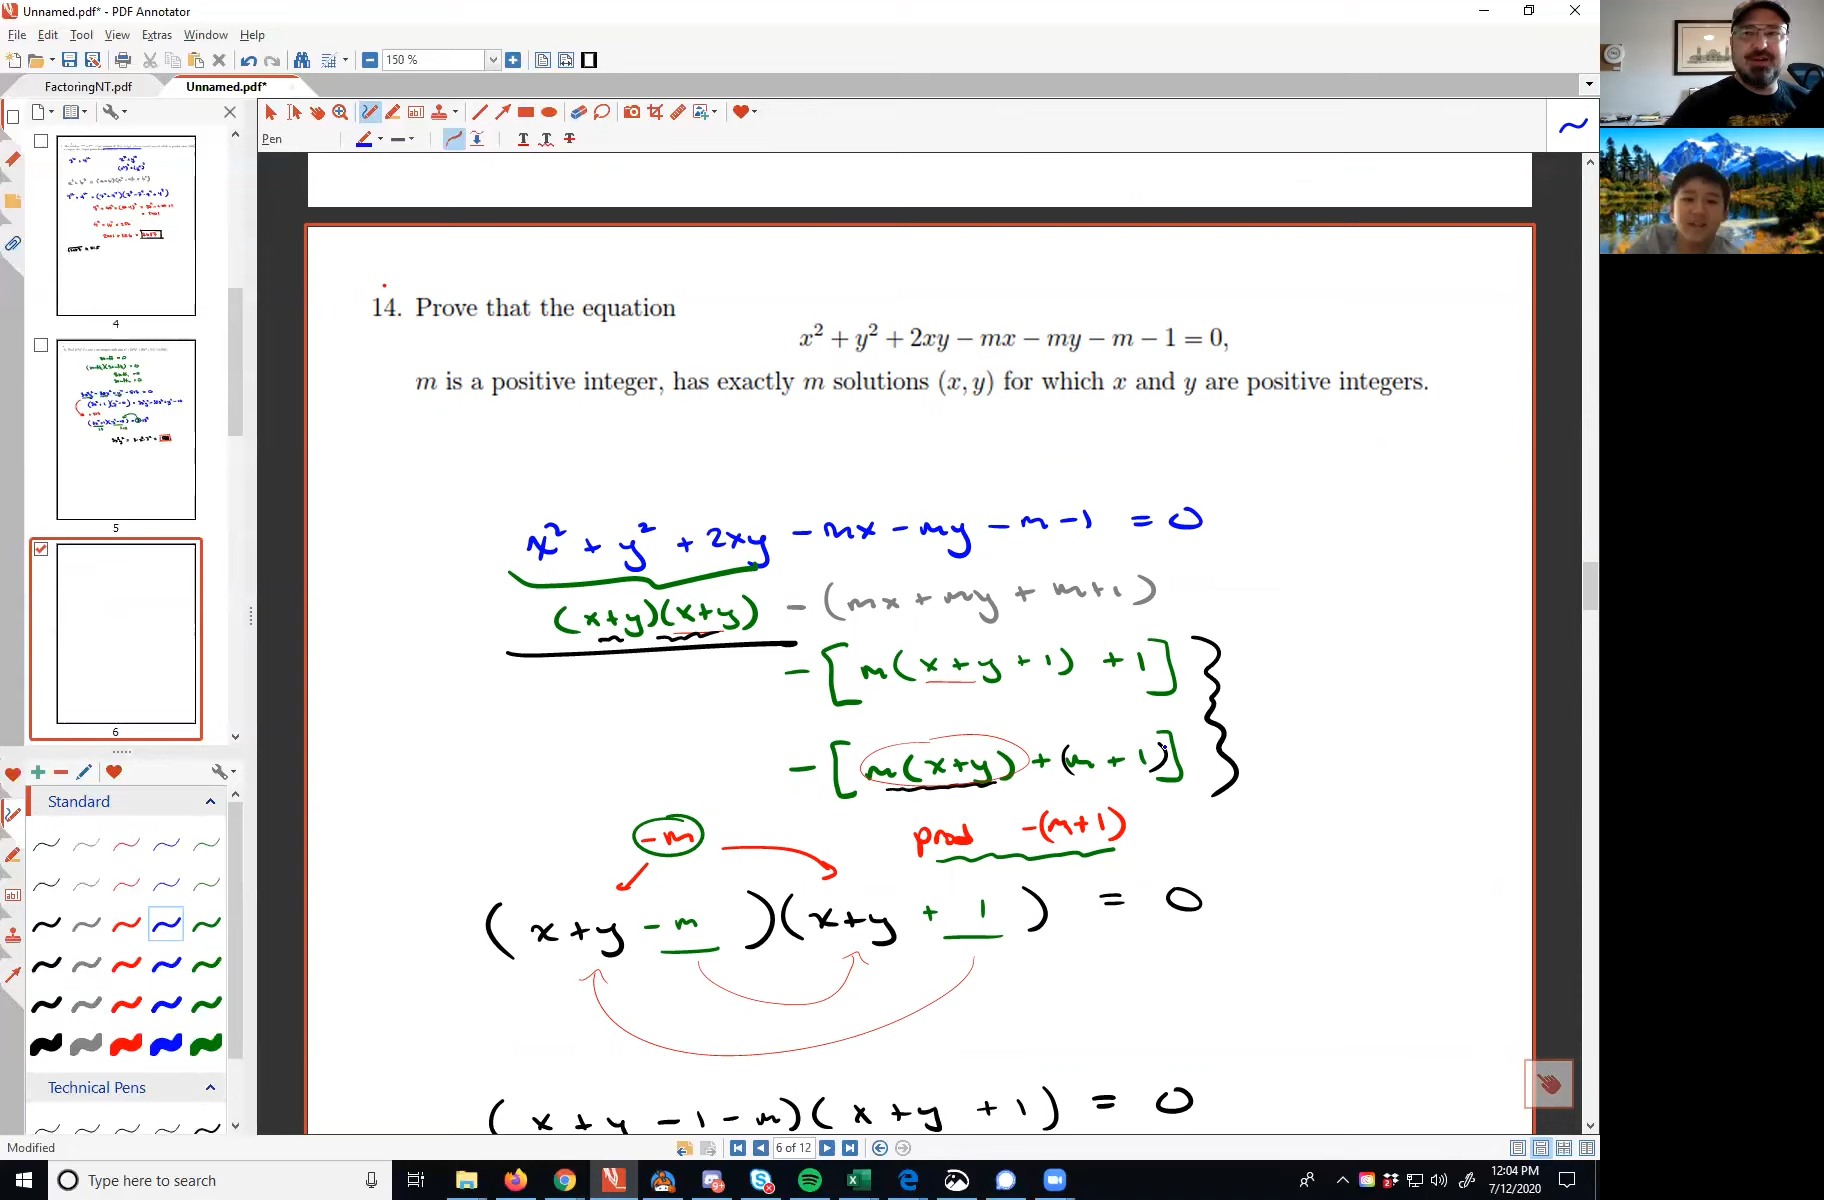 Unnamed.pdf* - PDF Annotator
File Edit Tool View Extras Window Help
150 %
FactoringNT.pdf
Unnamed.pdf*
Pen
4
5
6
14. Prove that the equation
x² + y² + 2xy − mx − my − m − 1 = 0,
m is a positive integer, has exactly m solutions (x, y) for which x and y are positive integers.
x² + y² + 2xy - mx - my - m - 1 = 0
(x+y)(x+y) - (mx + my + m+1)
- [m(x+y+1) + 1]
- [m(x+y) + (m+1)]
-m prod -(m+1)
(x+y - m)(x+y + 1) = 0
(x+y - 1 - m)(x+y + 1) = 0
Standard
Technical Pens
Modified
6 of 12
Type here to search
12:04 PM
7/12/2020